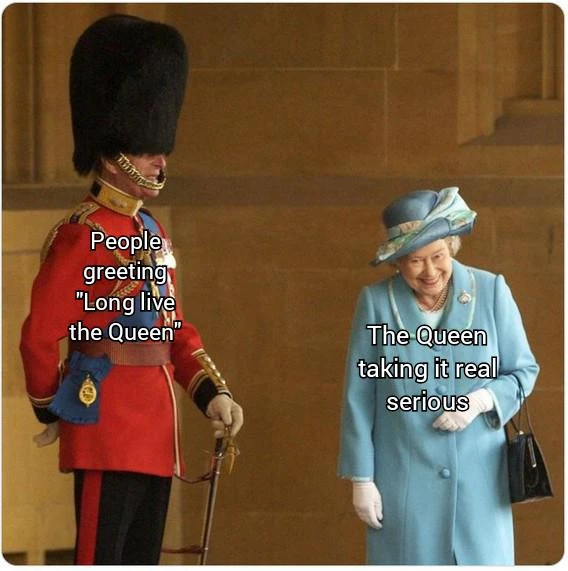 People
greeting
"Long live
the Queen"
The Queen
taking it real
serious